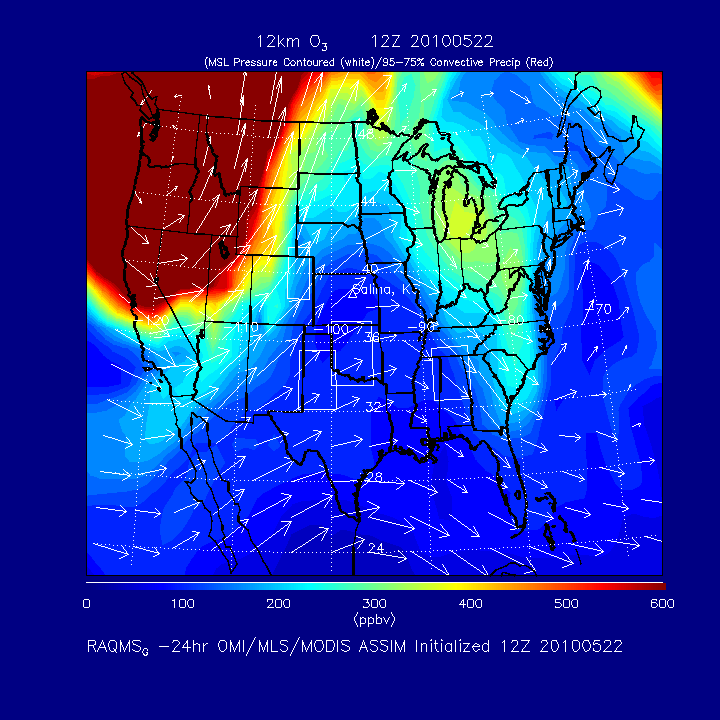 12km O₃ 12Z 20100522
(MSL Pressure Contoured (white)/95-75% Convective Precip (Red)
48
44
40
Salina, K
-120 -110 -100 -90 -80 -70
36
32
28
24
0 100 200 300 400 500 600
(ppbv)
RAQMS_G -24hr OMI/MLS/MODIS ASSIM Initialized 12Z 20100522